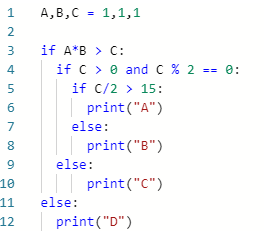 1 A,B,C = 1,1,1
2
3 if A*B > C:
4   if C > 0 and C % 2 == 0:
5     if C/2 > 15:
6       print("A")
7     else:
8       print("B")
9   else:
10       print("C")
11 else:
12   print("D")